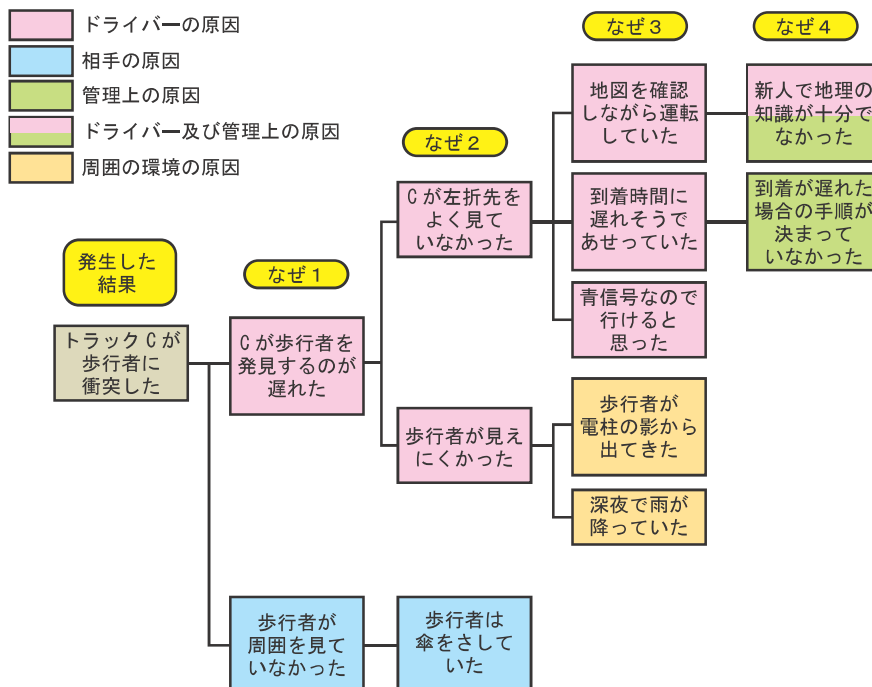 ドライバーの原因
相手の原因
管理上の原因
ドライバー及び管理上の原因
周囲の環境の原因
発生した
結果
トラックCが
歩行者に
衝突した
なぜ1
Cが歩行者を
発見するのが
遅れた
歩行者が
周囲を見て
いなかった
なぜ2
Cが左折先を
よく見て
いなかった
歩行者が見え
にくかった
歩行者は
傘をさして
いた
なぜ3
地図を確認
しながら運転
していた
到着時間に
遅れそうで
あせっていた
青信号なので
行けると
思った
歩行者が
電柱の影から
出てきた
深夜で雨が
降っていた
なぜ4
新人で地理の
知識が十分で
なかった
到着が遅れた
場合の手順が
決まって
いなかった